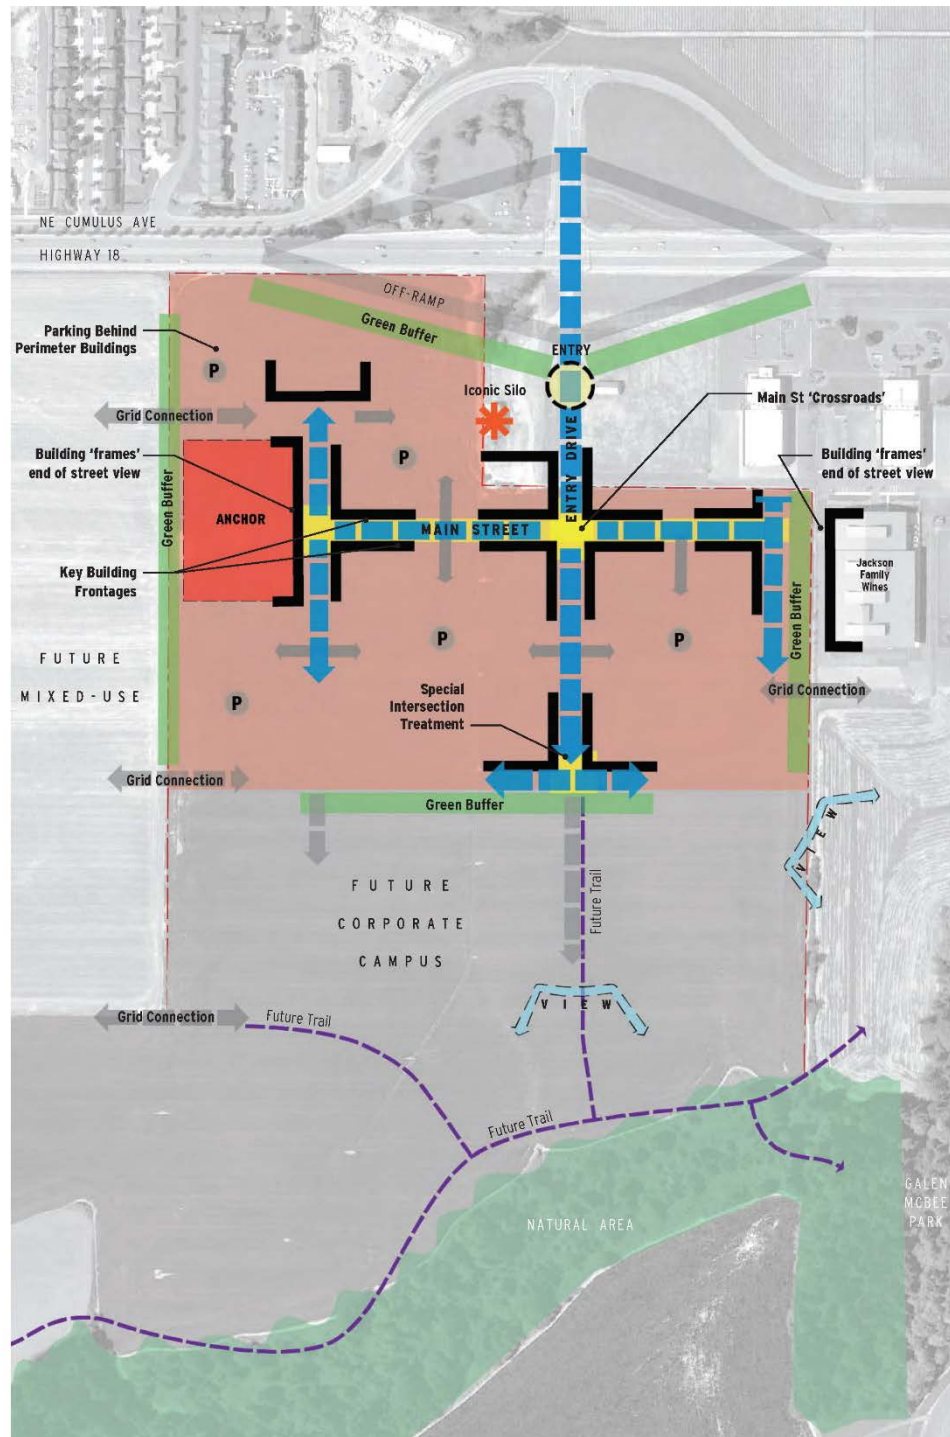 NE CUMULUS AVE
HIGHWAY 18
OFF-RAMP
Green Buffer
Parking Behind
Perimeter Buildings
ENTRY
P
Iconic Silo
Main St 'Crossroads'
Grid Connection
ENTRY DRIVE
Building 'frames'
end of street view
P
Building 'frames'
end of street view
Green Buffer
ANCHOR
MAIN STREET
Key Building
Frontages
Jackson
Family
Wines
Green Buffer
FUTURE
MIXED-USE
P
P
Special
Intersection
Treatment
Grid Connection
P
Grid Connection
Green Buffer
VIEW
FUTURE
CORPORATE
CAMPUS
Future Trail
VIEW
Grid Connection
Future Trail
Future Trail
NATURAL AREA
GALEN
MCBEE
PARK